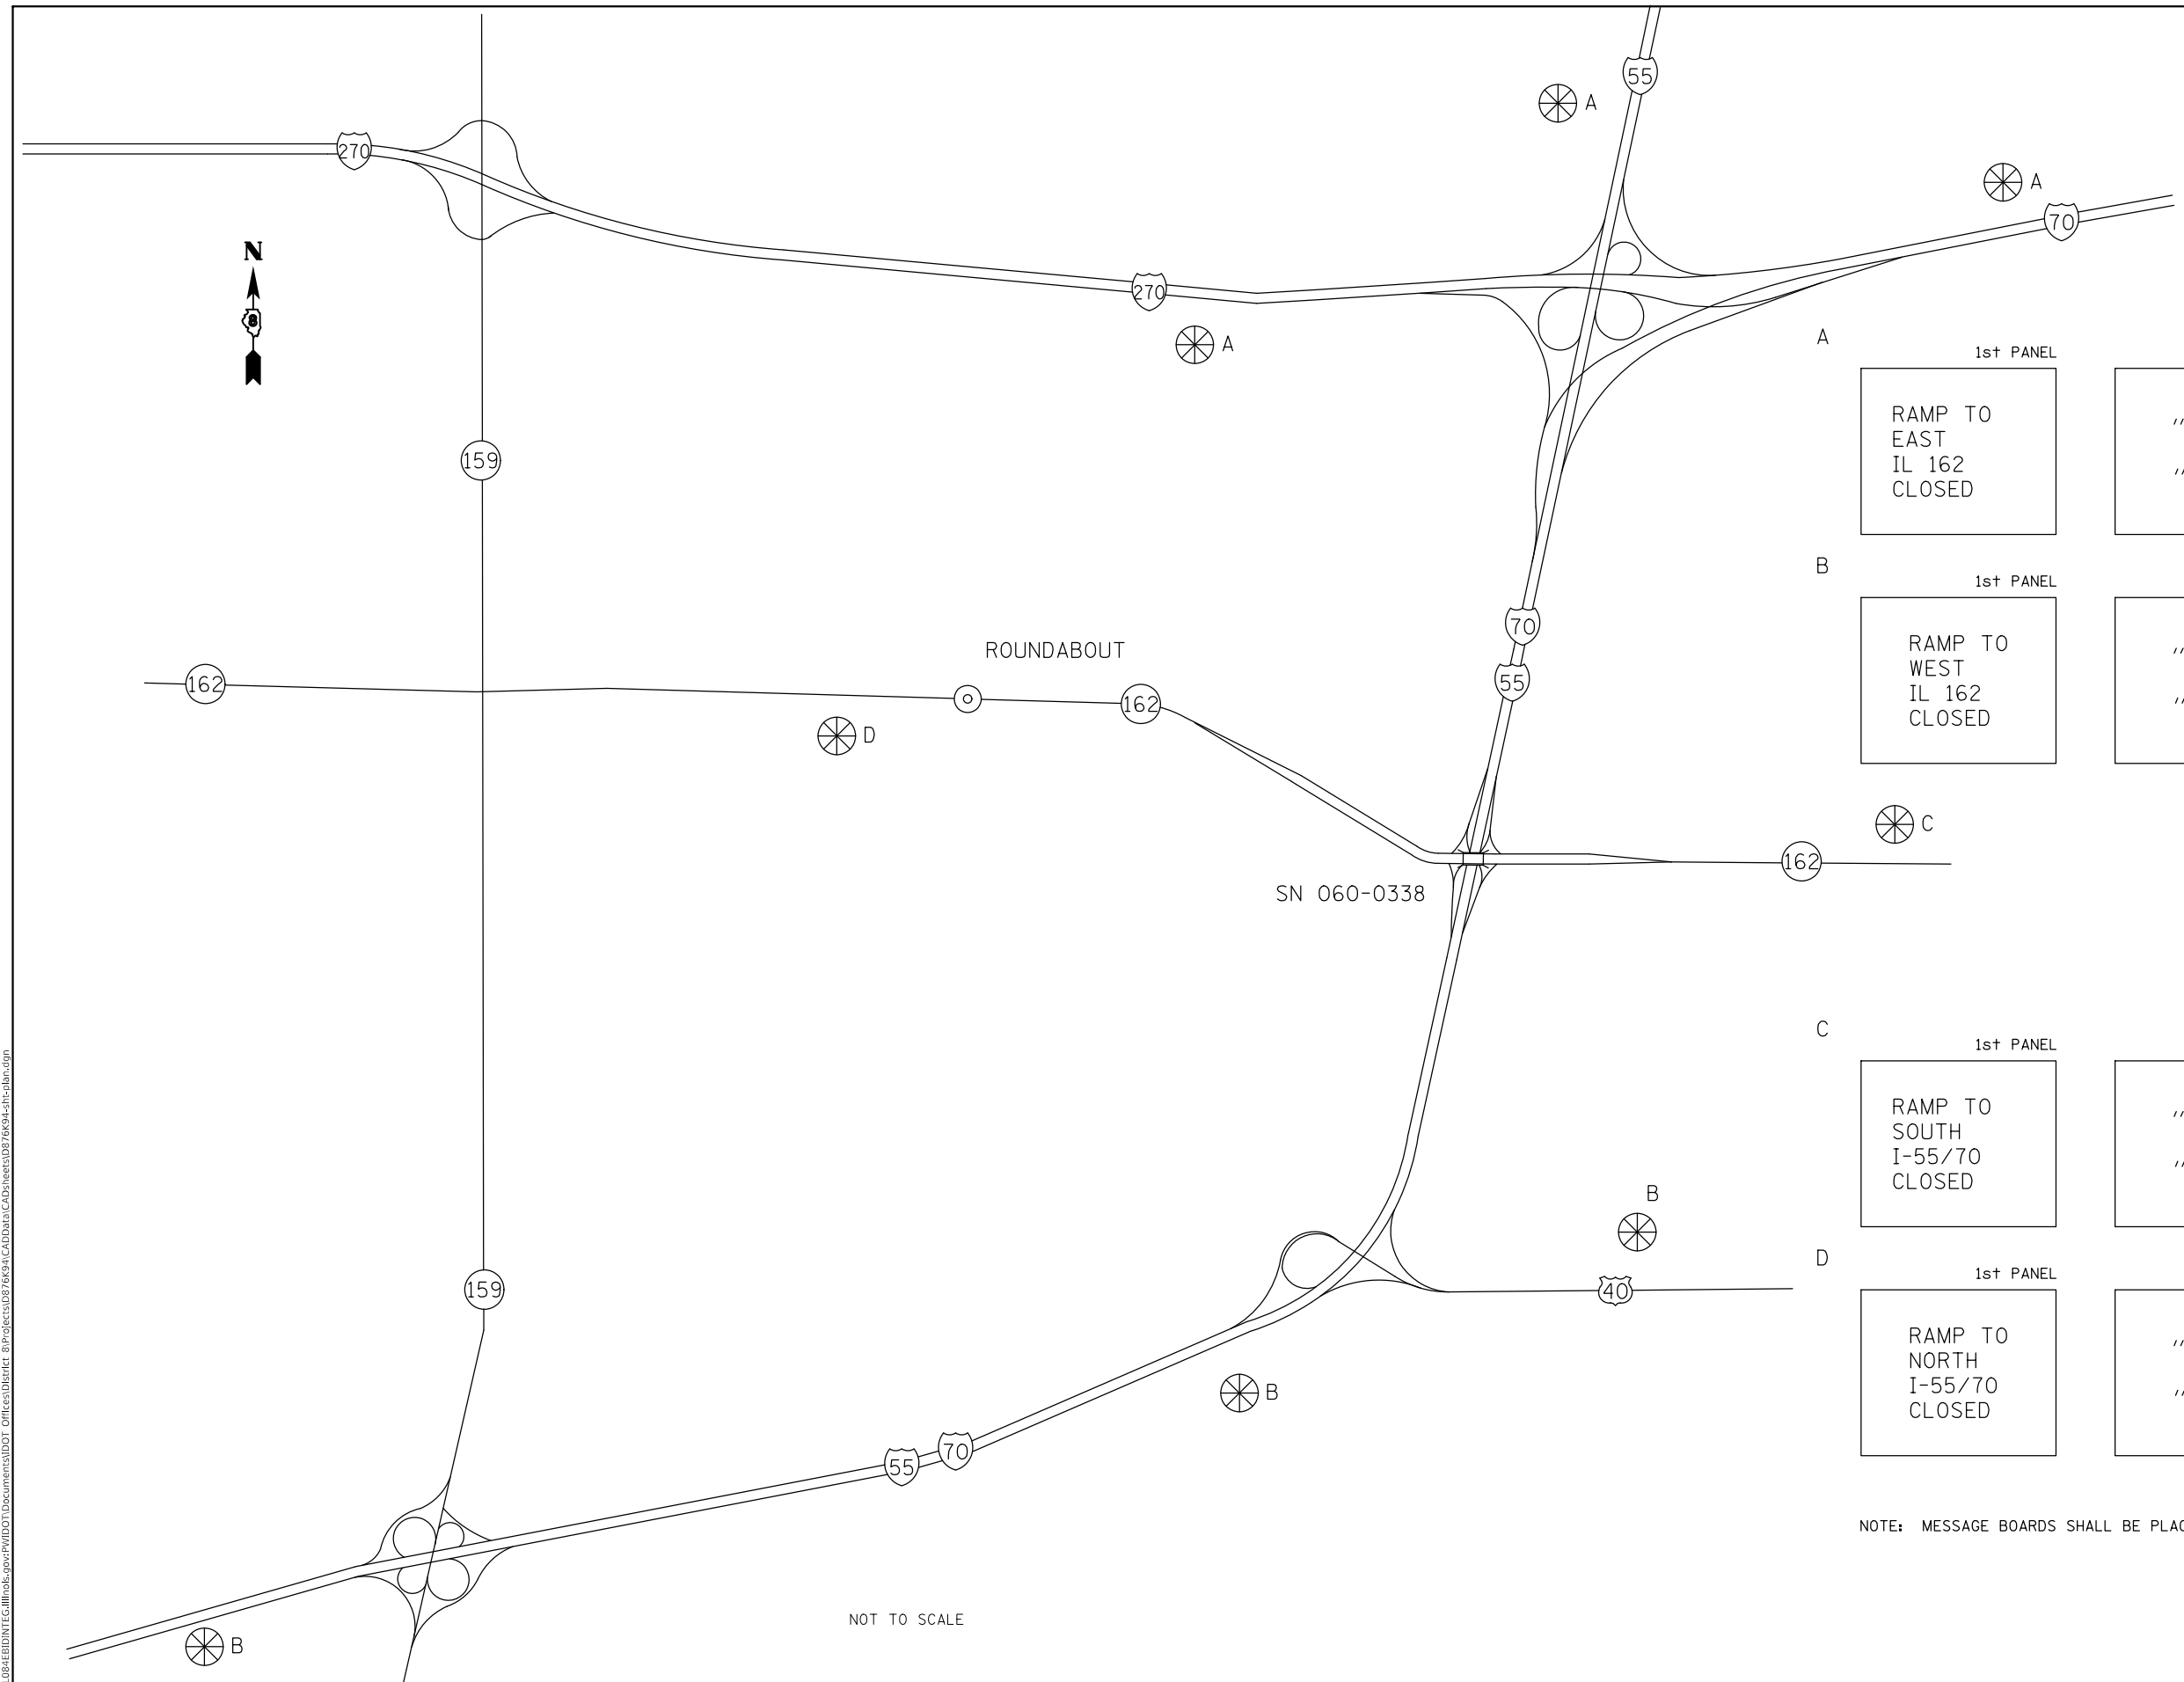 55
A
A
270
70
N
8
270
A
A
1st PANEL
RAMP TO
EAST
IL 162
CLOSED
159
B
1st PANEL
RAMP TO
WEST
IL 162
CLOSED
70
ROUNDABOUT
55
162
162
D
C
162
SN 060-0338
C
1st PANEL
RAMP TO
SOUTH
I-55/70
CLOSED
B
D
1st PANEL
RAMP TO
NORTH
I-55/70
CLOSED
159
40
B
55
70
NOTE: MESSAGE BOARDS SHALL BE
NOT TO SCALE
B